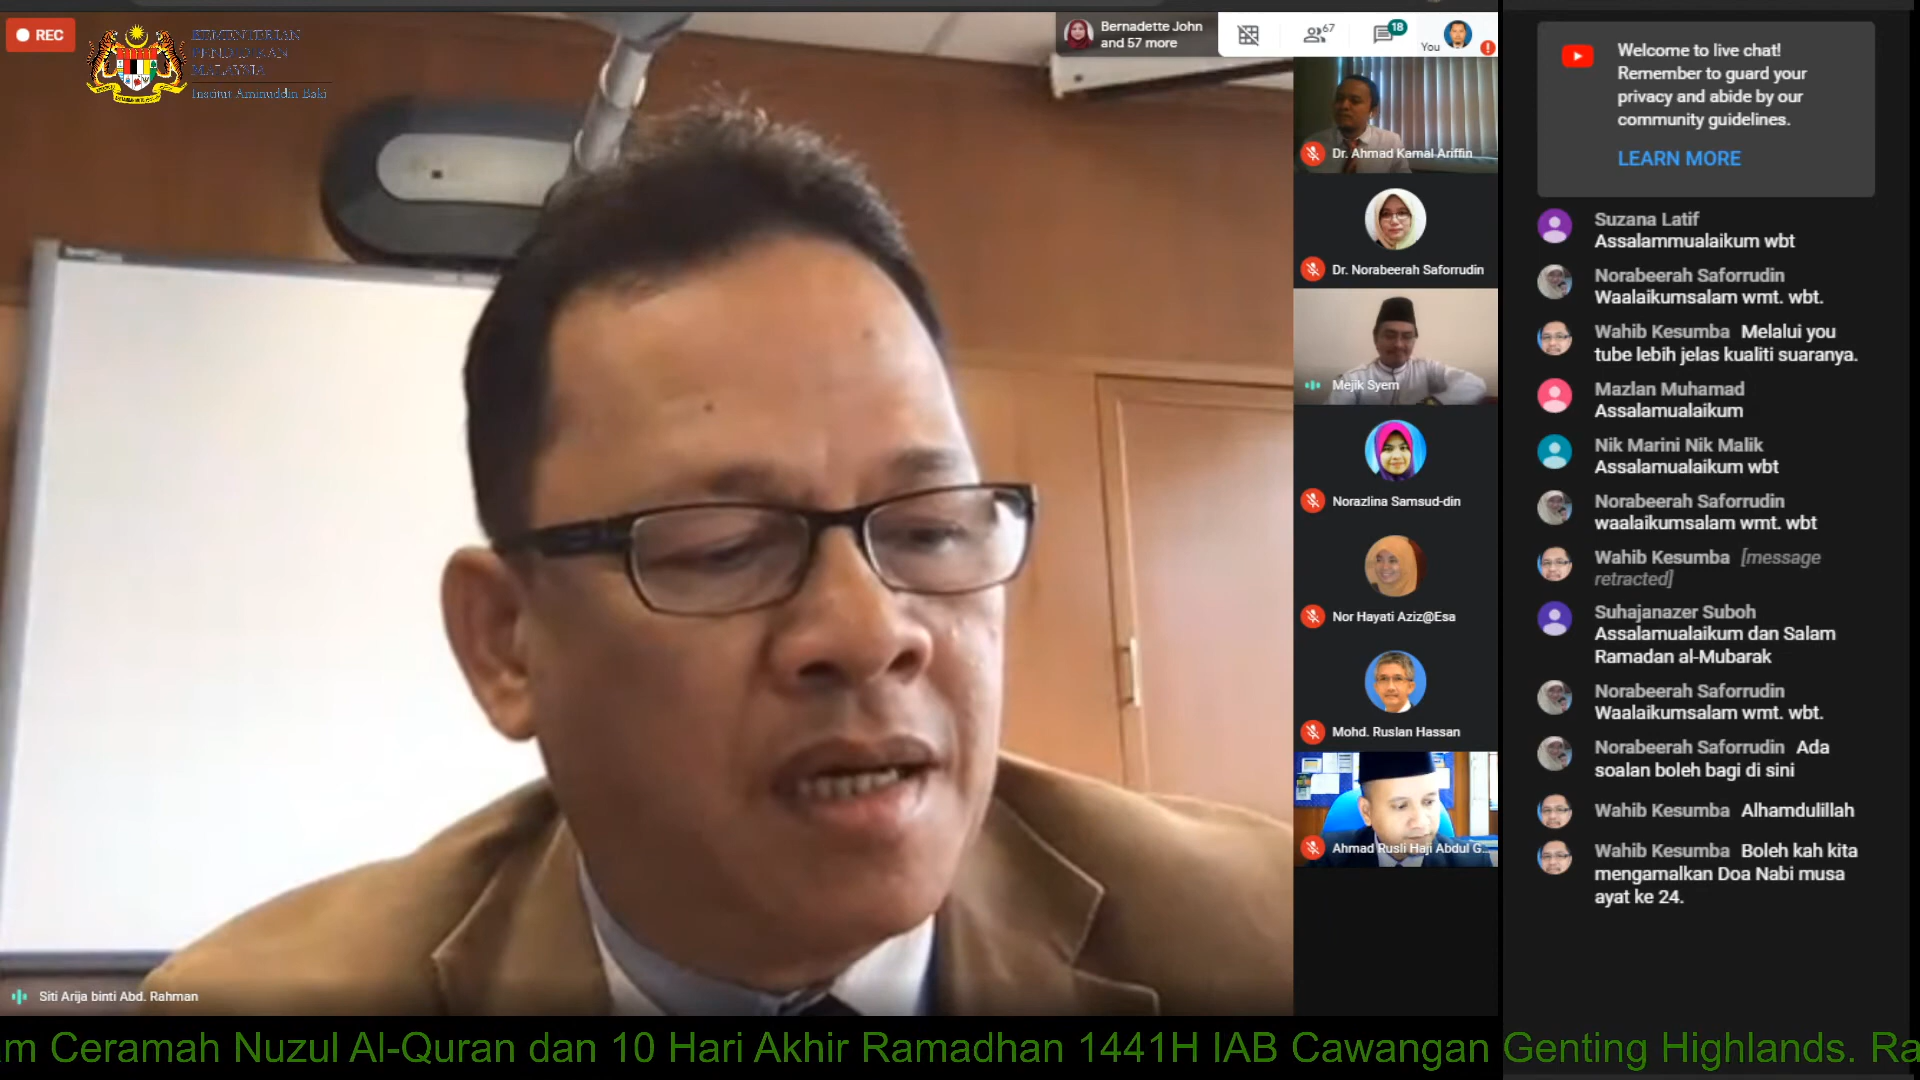 REC
KEMENTERIAN
PENDIDIKAN
MALAYSIA
Institut Aminuddin Baki
Bernadette John
and 57 more
67
18
You
Dr. Ahmad Kamal Ariffin
Dr. Norabeerah Saforrudin
Mejik Syem
Norazlina Samsud-din
Nor Hayati Aziz@Esa
Mohd. Ruslan Hassan
Ahmad Rusli Haji Abdul G...
Siti Arija binti Abd. Rahman
Welcome to live chat!
Remember to guard your
privacy and abide by our
community guidelines.
LEARN MORE
Suzana Latif
Assalammualaikum wbt
Norabeerah Saforrudin
Waalaikumsalam wmt. wbt.
Wahib Kesumba Melalui you
tube lebih jelas kualiti suaranya.
Mazlan Muhamad
Assalamualaikum
Nik Marini Nik Malik
Assalamualaikum wbt
Norabeerah Saforrudin
waalaikumsalam wmt. wbt
Wahib Kesumba [message
retracted]
Suhajanazer Suboh
Assalamualaikum dan Salam
Ramadan al-Mubarak
Norabeerah Saforrudin
Waalaikumsalam wmt. wbt.
Norabeerah Saforrudin Ada
soalan boleh bagi di sini
Wahib Kesumba Alhamdulillah
Wahib Kesumba Boleh kah kita
mengamalkan Doa Nabi musa
ayat ke 24.
am Ceramah Nuzul Al-Quran dan 10 Hari Akhir Ramadhan 1441H IAB Cawangan Genting Highlands. Ra